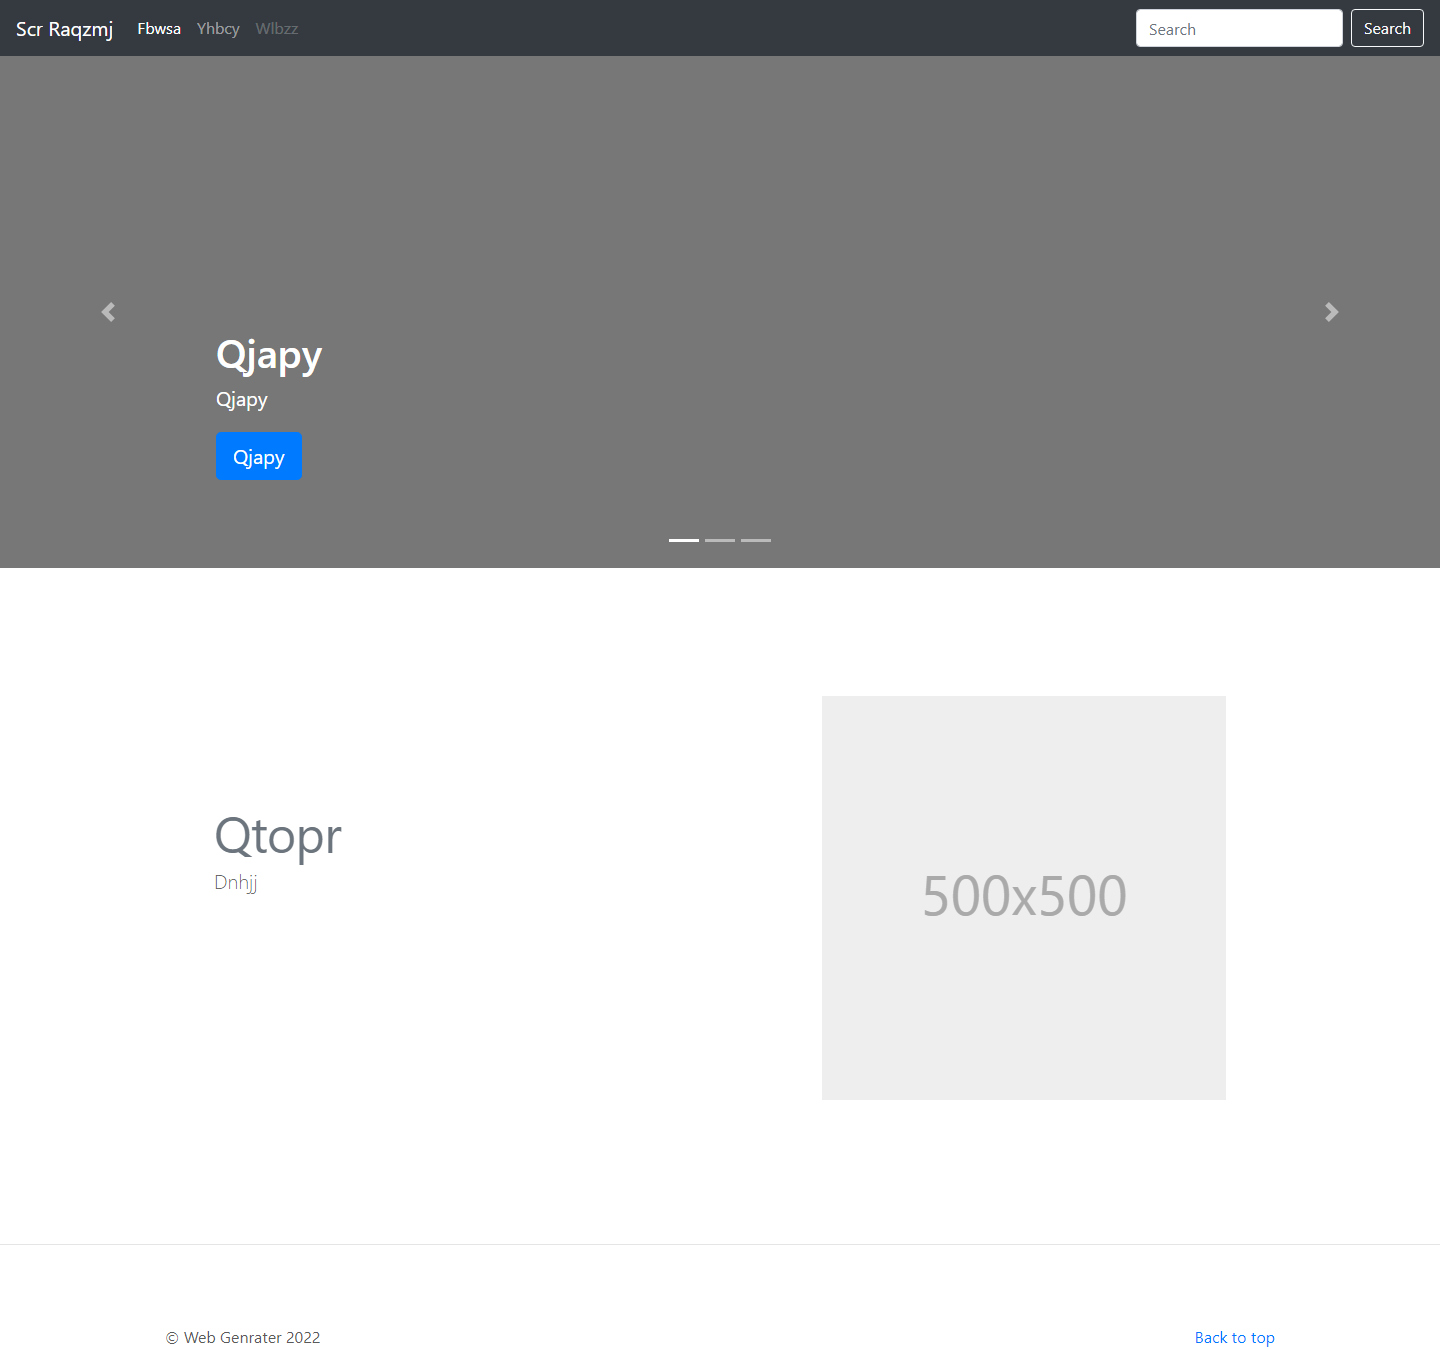 Scr Raqzmj Fbwsa Yhbcy Wlbzz Search Search
Qjapy
Qjapy
Qjapy
Qtopr
Dnhjj
500x500
© Web Genrater 2022 Back to top